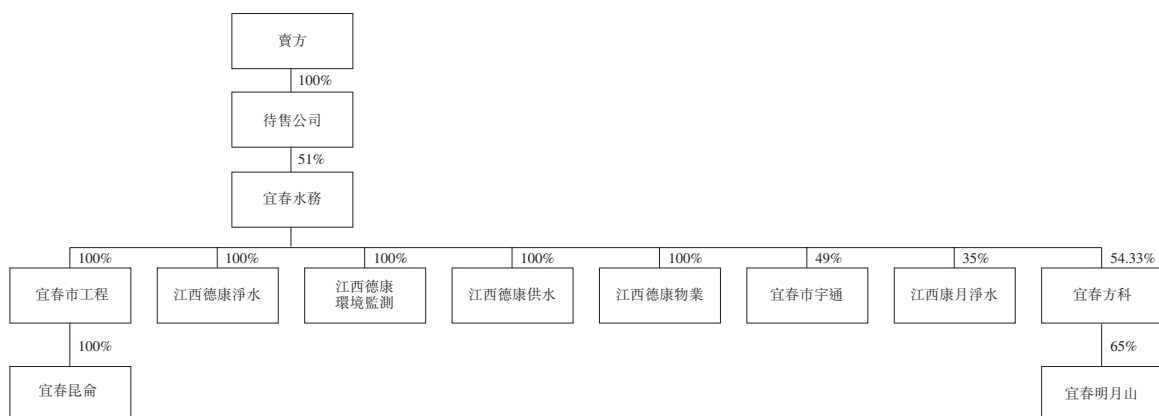 賣方
100%
待售公司
51%
宜春水務
100%
100%
100%
100%
100%
49%
35%
54.33%
宜春市工程
江西德康淨水
江西德康
環境監測
江西德康供水
江西德康物業
宜春市宇通
江西康月淨水
宜春方科
100%
65%
宜春昆侖
宜春明月山